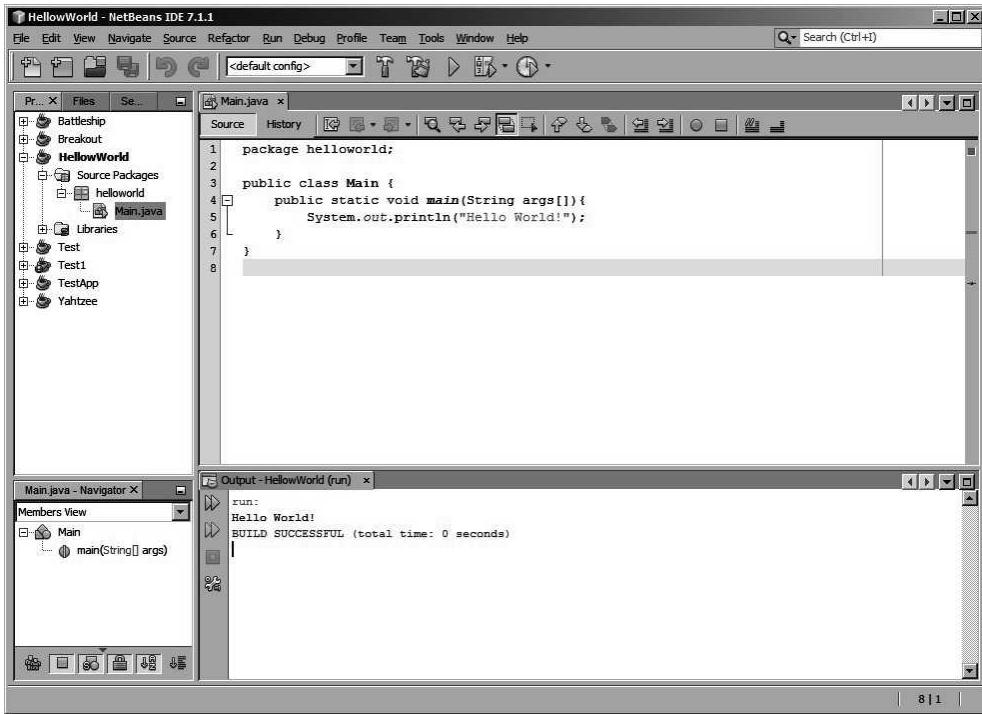 HellowWorld - NetBeans IDE 7.1.1
File Edit View Navigate Source Refactor Run Debug Profile Team Tools Window Help
Search (Ctrl+I)
<default config>
Pr... Files Se...
Battleship
Breakout
HellowWorld
Source Packages
helloworld
Main.java
Libraries
Test
Test1
TestApp
Yahtzee
Main.java
Source History
1 package helloworld;
2
3 public class Main {
4 public static void main(String args[]){
5 System.out.println("Hello World!");
6 }
7 }
8
Main.java - Navigator
Members View
Main
main(String[] args)
Output - HellowWorld (run)
run:
Hello World!
BUILD SUCCESSFUL (total time: 0 seconds)
8|1